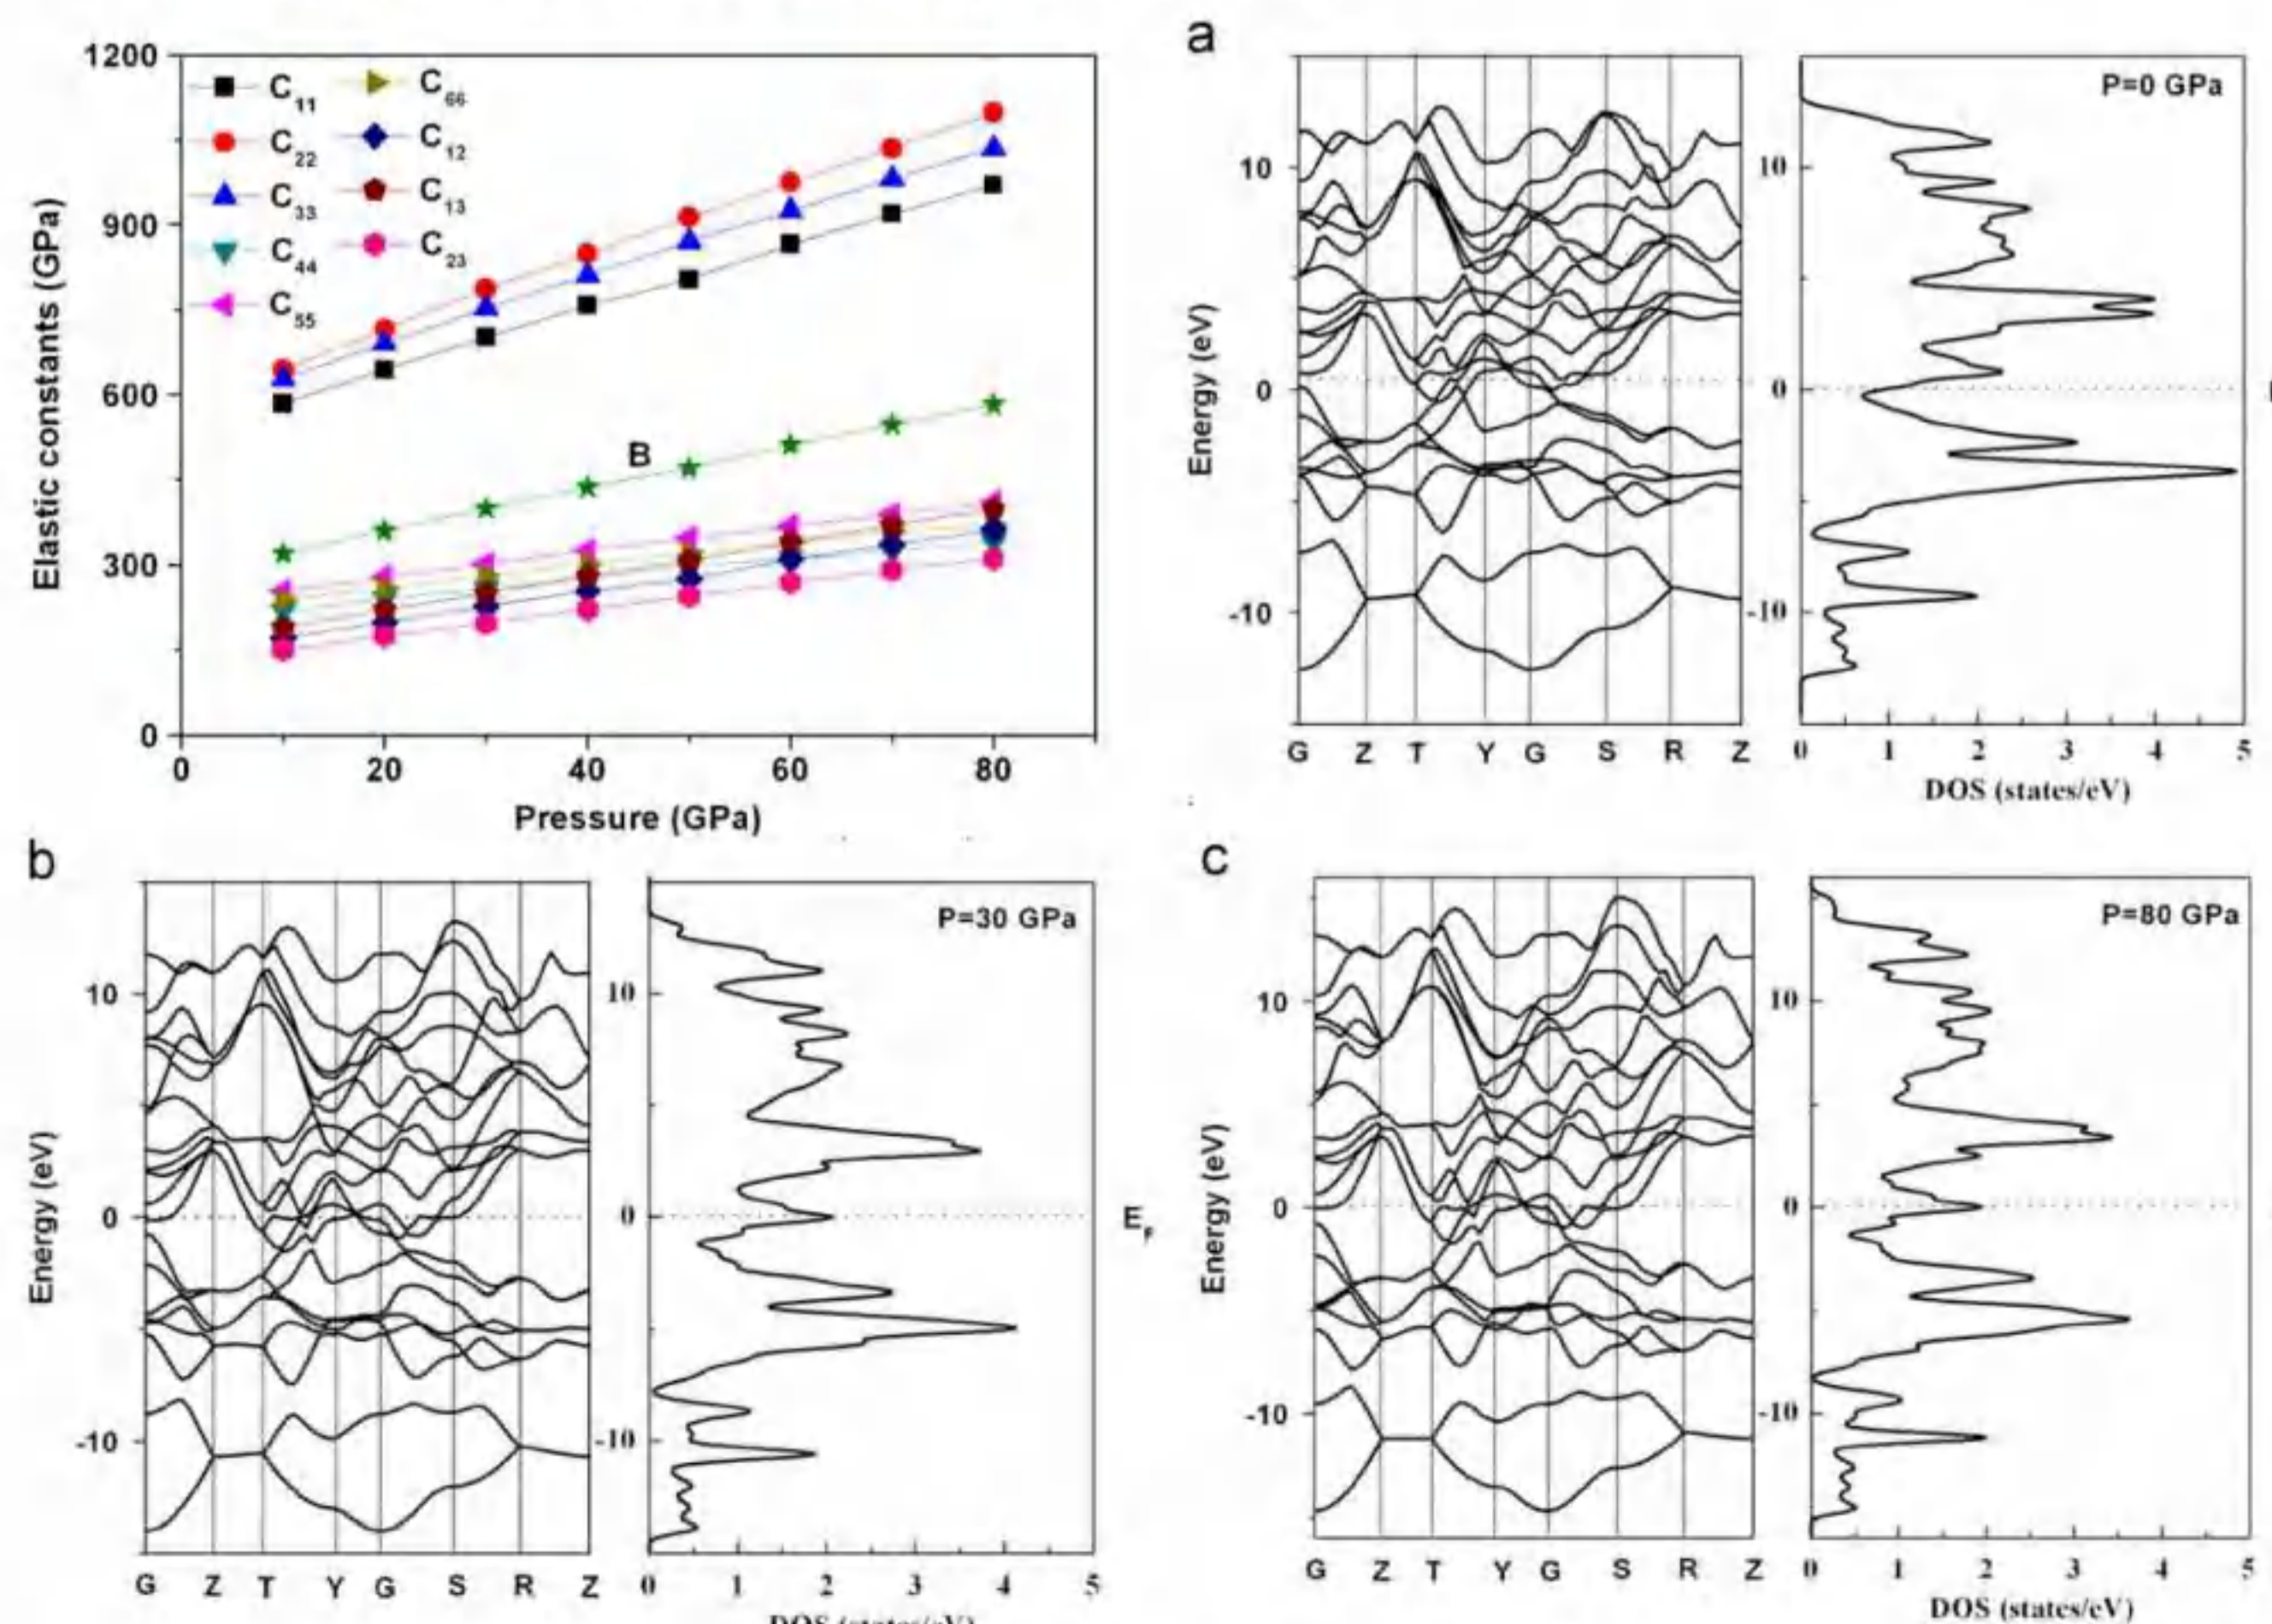 1200
900
600
300
0
Elastic constants (GPa)
C11
C22
C33
C44
C55
C66
C12
C13
C23
B
0 20 40 60 80
Pressure (GPa)
a
10
0
-10
Energy (eV)
G Z T Y G S R Z
P=0 GPa
10
0
-10
0 1 2 3 4 5
DOS (states/eV)
b
10
0
-10
Energy (eV)
G Z T Y G S R Z
P=30 GPa
10
0
-10
EF
0 1 2 3 4 5
DOS (states/eV)
c
10
0
-10
Energy (eV)
G Z T Y G S R Z
P=80 GPa
10
0
-10
0 1 2 3 4 5
DOS (states/eV)